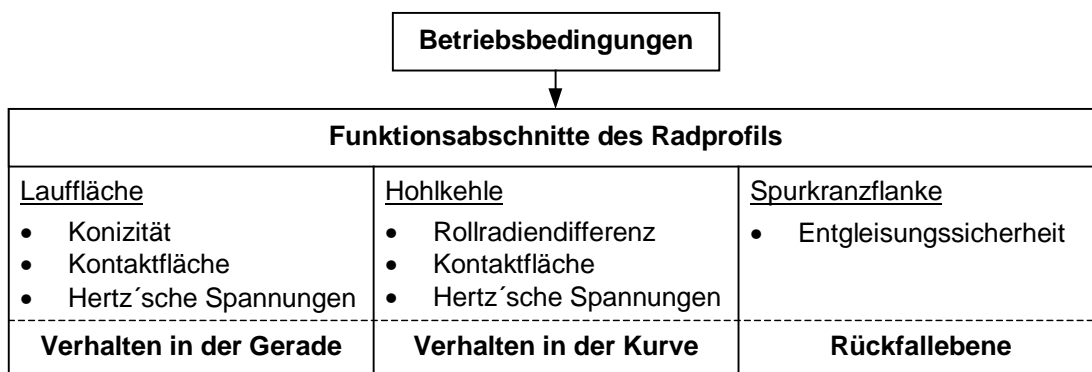 Betriebsbedingungen
Funktionsabschnitte des Radprofils
Lauffläche
• Konizität
• Kontaktfläche
• Hertz´sche Spannungen
Verhalten in der Gerade
Hohlkehle
• Rollradiendifferenz
• Kontaktfläche
• Hertz´sche Spannungen
Verhalten in der Kurve
Spurkranzflanke
• Entgleisungssicherheit
Rückfallebene